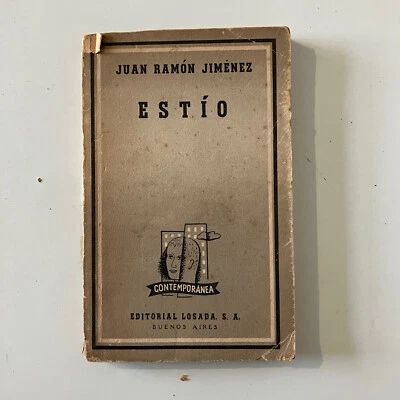 JUAN RAMÓN JIMÉNEZ
ESTÍO
CONTEMPORÁNEA
EDITORIAL LOSADA, S. A.
BUENOS AIRES